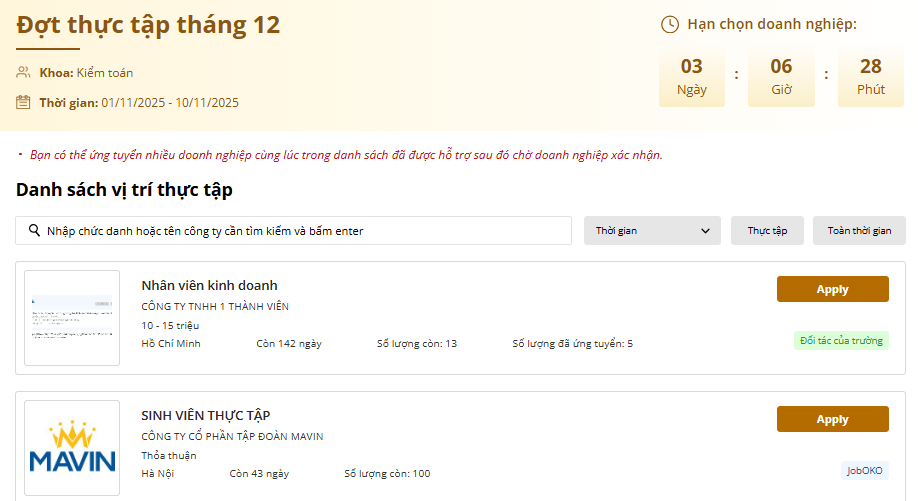 Đợt thực tập tháng 12
Khoa: Kiểm toán
Thời gian: 01/11/2025 - 10/11/2025
Hạn chọn doanh nghiệp:
03 : 06 : 28
Ngày Giờ Phút
Bạn có thể ứng tuyển nhiều doanh nghiệp cùng lúc trong danh sách đã được hỗ trợ sau đó chờ doanh nghiệp xác nhận.
Danh sách vị trí thực tập
Nhập chức danh hoặc tên công ty cần tìm kiếm và bấm enter
Thời gian
Thực tập
Toàn thời gian
Nhân viên kinh doanh
CÔNG TY TNHH 1 THÀNH VIÊN
10 - 15 triệu
Hồ Chí Minh Còn 142 ngày Số lượng còn: 13 Số lượng đã ứng tuyển: 5
Apply
Đối tác của trường
MAVIN
SINH VIÊN THỰC TẬP
CÔNG TY CỔ PHẦN TẬP ĐOÀN MAVIN
Thỏa thuận
Hà Nội Còn 43 ngày Số lượng còn: 100
Apply
JobOKO